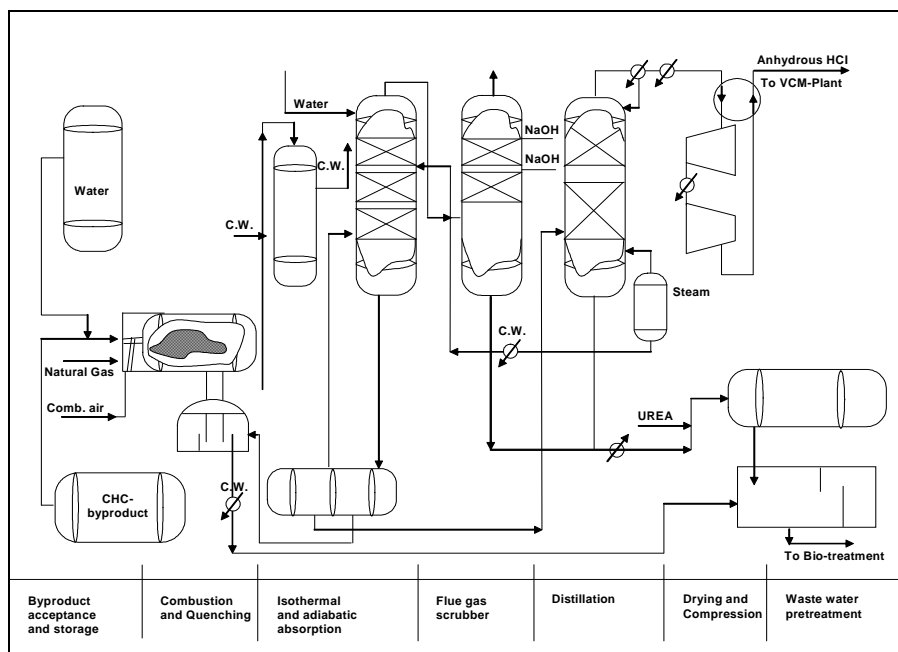 Anhydrous HCl
To VCM-Plant
Water
NaOH
NaOH
C.W.
Water
C.W.
Steam
C.W.
Natural Gas
Comb. air
UREA
C.W.
CHC-
byproduct
To Bio-treatment
Byproduct
acceptance
and storage
Combustion
and Quenching
Isothermal
and adiabatic
absorption
Flue gas
scrubber
Distillation
Drying and
Compression
Waste water
pretreatment